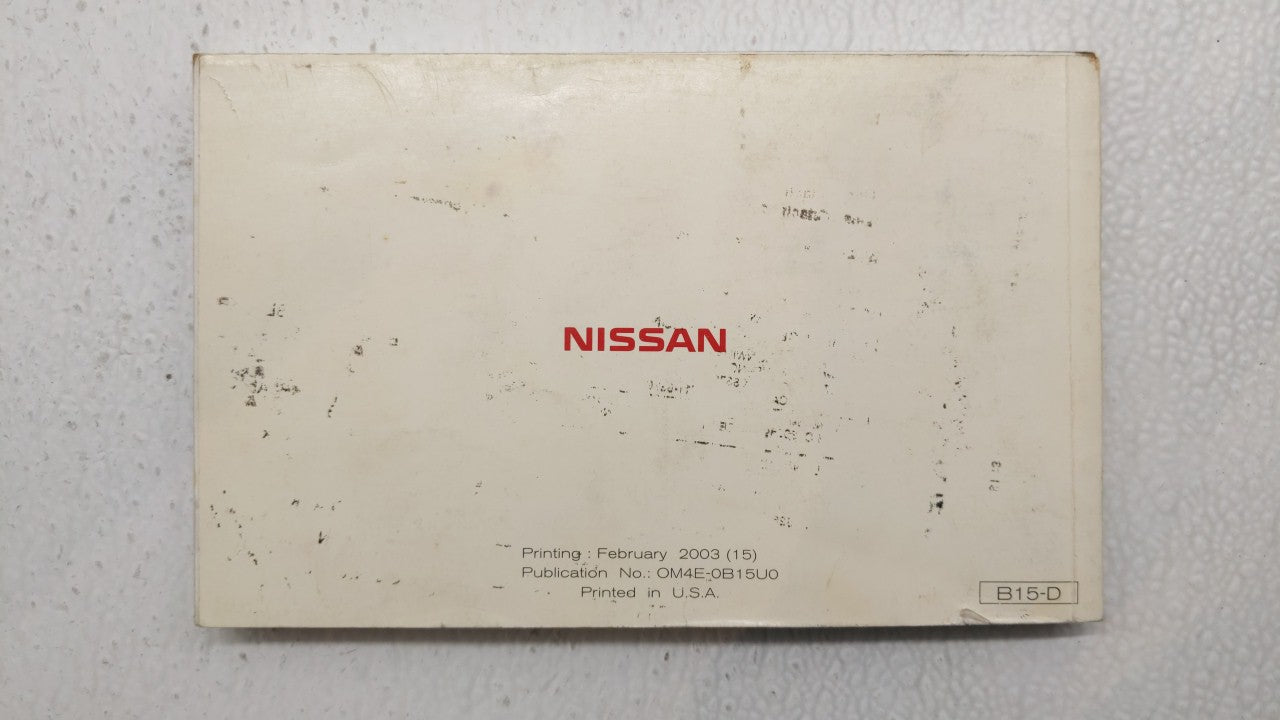 NISSAN
Printing : February 2003 (15)
Publication No.: OM4E-0B15U0
Printed in U.S.A.
B15-D